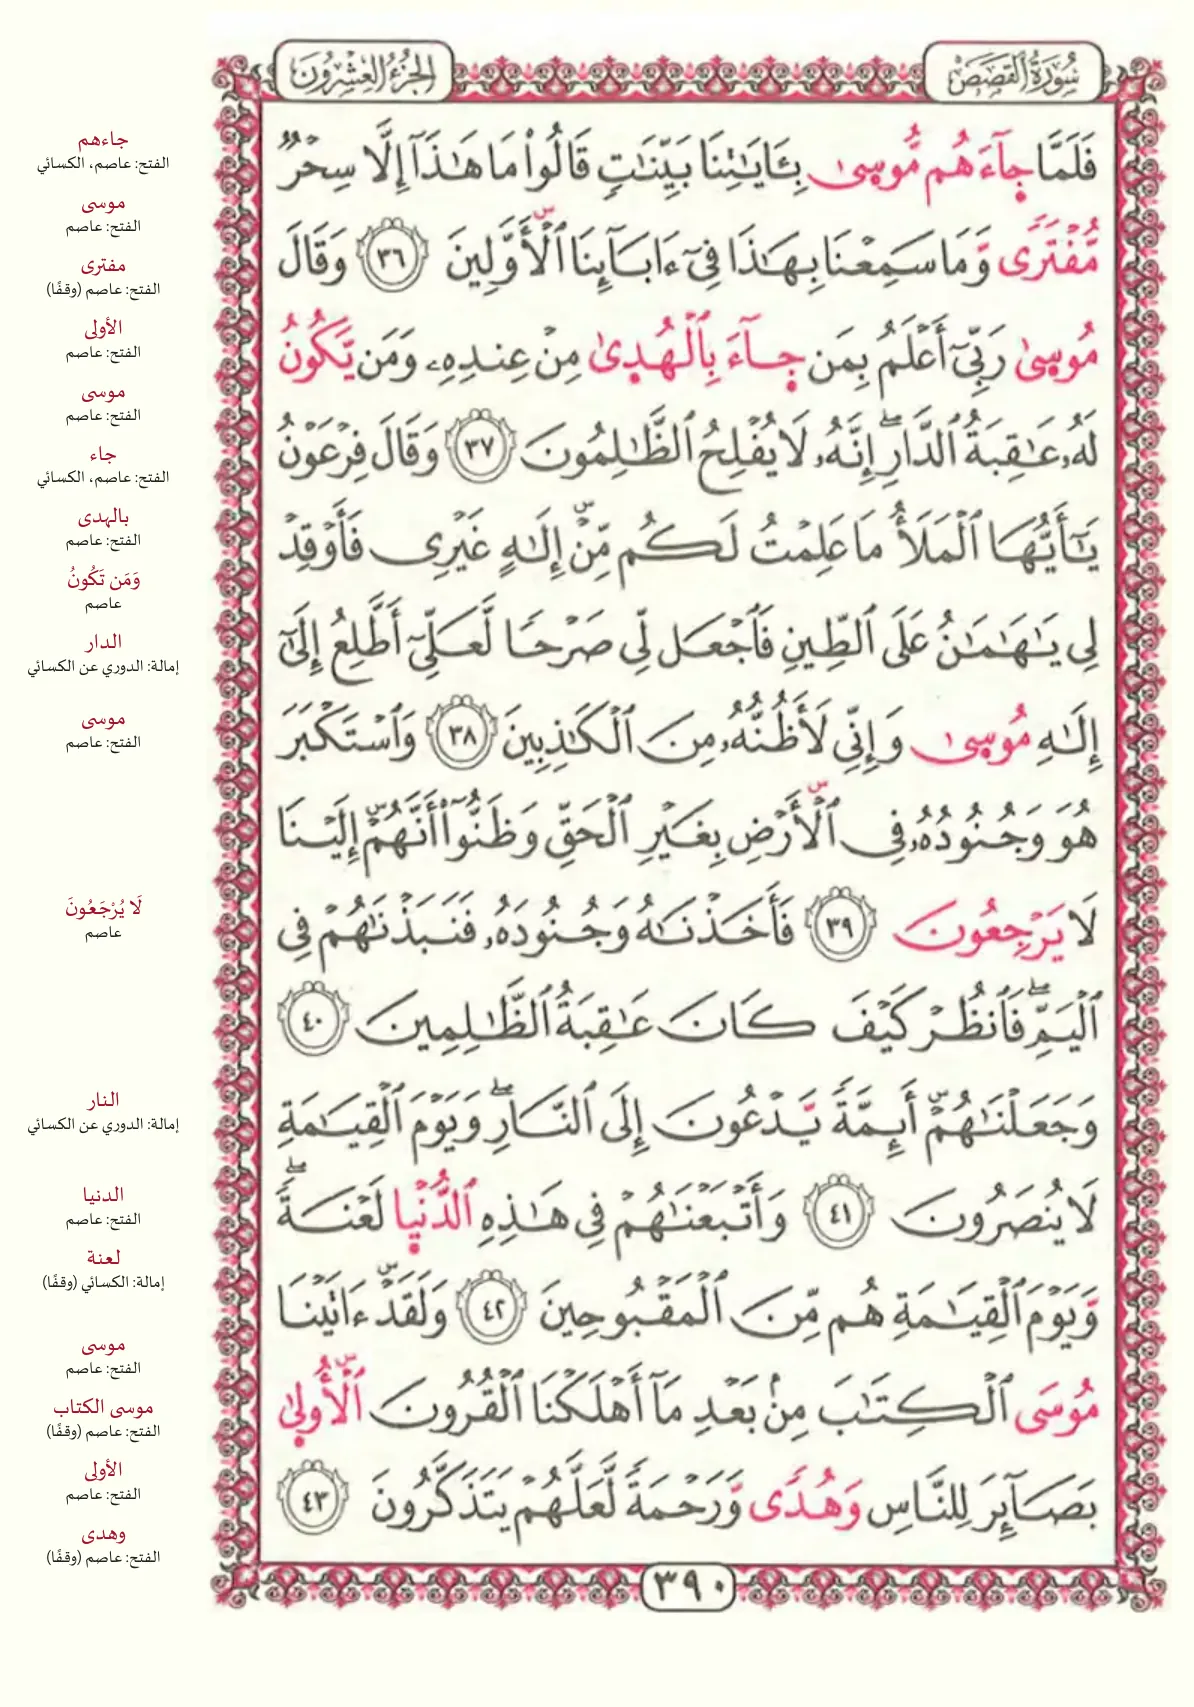 سُورَةُ القَصَصِ
الجُزْءُ العِشْرُونَ
فَلَمَّا جَآءَهُم مُّوسَىٰ بِـَٔايَٰتِنَا بَيِّنَٰتٖ قَالُواْ مَا هَٰذَآ إِلَّا سِحۡرٞ
مُّفۡتَرٗى وَمَا سَمِعۡنَا بِهَٰذَا فِيٓ ءَابَآئِنَا ٱلۡأَوَّلِينَ ٣٦ وَقَالَ
مُوسَىٰ رَبِّيٓ أَعۡلَمُ بِمَن جَآءَ بِٱلۡهُدَىٰ مِنۡ عِندِهِۦ وَمَن يَكُونُ
لَهُۥ عَٰقِبَةُ ٱلدَّارِۖ إِنَّهُۥ لَا يُفۡلِحُ ٱلظَّٰلِمُونَ ٣٧ وَقَالَ فِرۡعَوۡنُ
يَٰٓأَيُّهَا ٱلۡمَلَأُ مَا عَلِمۡتُ لَكُم مِّنۡ إِلَٰهٍ غَيۡرِي فَأَوۡقِدۡ
لِي يَٰهَٰمَٰنُ عَلَى ٱلطِّينِ فَٱجۡعَل لِّي صَرۡحٗا لَّعَلِّيٓ أَطَّلِعُ إِلَىٰٓ
إِلَٰهِ مُوسَىٰ وَإِنِّي لَأَظُنُّهُۥ مِنَ ٱلۡكَٰذِبِينَ ٣٨ وَٱسۡتَكۡبَرَ
هُوَ وَجُنُودُهُۥ فِي ٱلۡأَرۡضِ بِغَيۡرِ ٱلۡحَقِّ وَظَنُّوٓاْ أَنَّهُمۡ إِلَيۡنَا
لَا يَرۡجِعُونَ ٣٩ فَأَخَذۡنَٰهُ وَجُنُودَهُۥ فَنَبَذۡنَٰهُمۡ فِي
ٱلۡيَمِّۖ فَٱنظُرۡ كَيۡفَ كَانَ عَٰقِبَةُ ٱلظَّٰلِمِينَ ٤٠
وَجَعَلۡنَٰهُمۡ أَئِمَّةٗ يَدۡعُونَ إِلَى ٱلنَّارِۖ وَيَوۡمَ ٱلۡقِيَٰمَةِ
لَا يُنصَرُونَ ٤١ وَأَتۡبَعۡنَٰهُمۡ فِي هَٰذِهِ ٱلدُّنۡيَا لَعۡنَةٗۖ
وَيَوۡمَ ٱلۡقِيَٰمَةِ هُم مِّنَ ٱلۡمَقۡبُوحِينَ ٤٢ وَلَقَدۡ ءَاتَيۡنَا
مُوسَى ٱلۡكِتَٰبَ مِنۢ بَعۡدِ مَآ أَهۡلَكۡنَا ٱلۡقُرُونَ ٱلۡأُولَىٰ
بَصَآئِرَ لِلنَّاسِ وَهُدٗى وَرَحۡمَةٗ لَّعَلَّهُمۡ يَتَذَكَّرُونَ ٤٣
٣٩٠
جاءهم
الفتح: عاصم، الكسائي
موسى
الفتح: عاصم
مفترى
الفتح: عاصم (وقفًا)
الأولى
الفتح: عاصم
موسى
الفتح: عاصم
جاء
الفتح: عاصم، الكسائي
بالهدى
الفتح: عاصم
وَمَن تَكُونُ
عاصم
الدار
إمالة: الدوري عن الكسائي
موسى
الفتح: عاصم
لَا يُرْجَعُونَ
عاصم
النار
إمالة: الدوري عن الكسائي
الدنيا
الفتح: عاصم
لعنة
إمالة: الكسائي (وقفًا)
موسى
الفتح: عاصم
موسى الكتاب
الفتح: عاصم (وقفًا)
الأولى
الفتح: عاصم
وهدى
الفتح: عاصم (وقفًا)